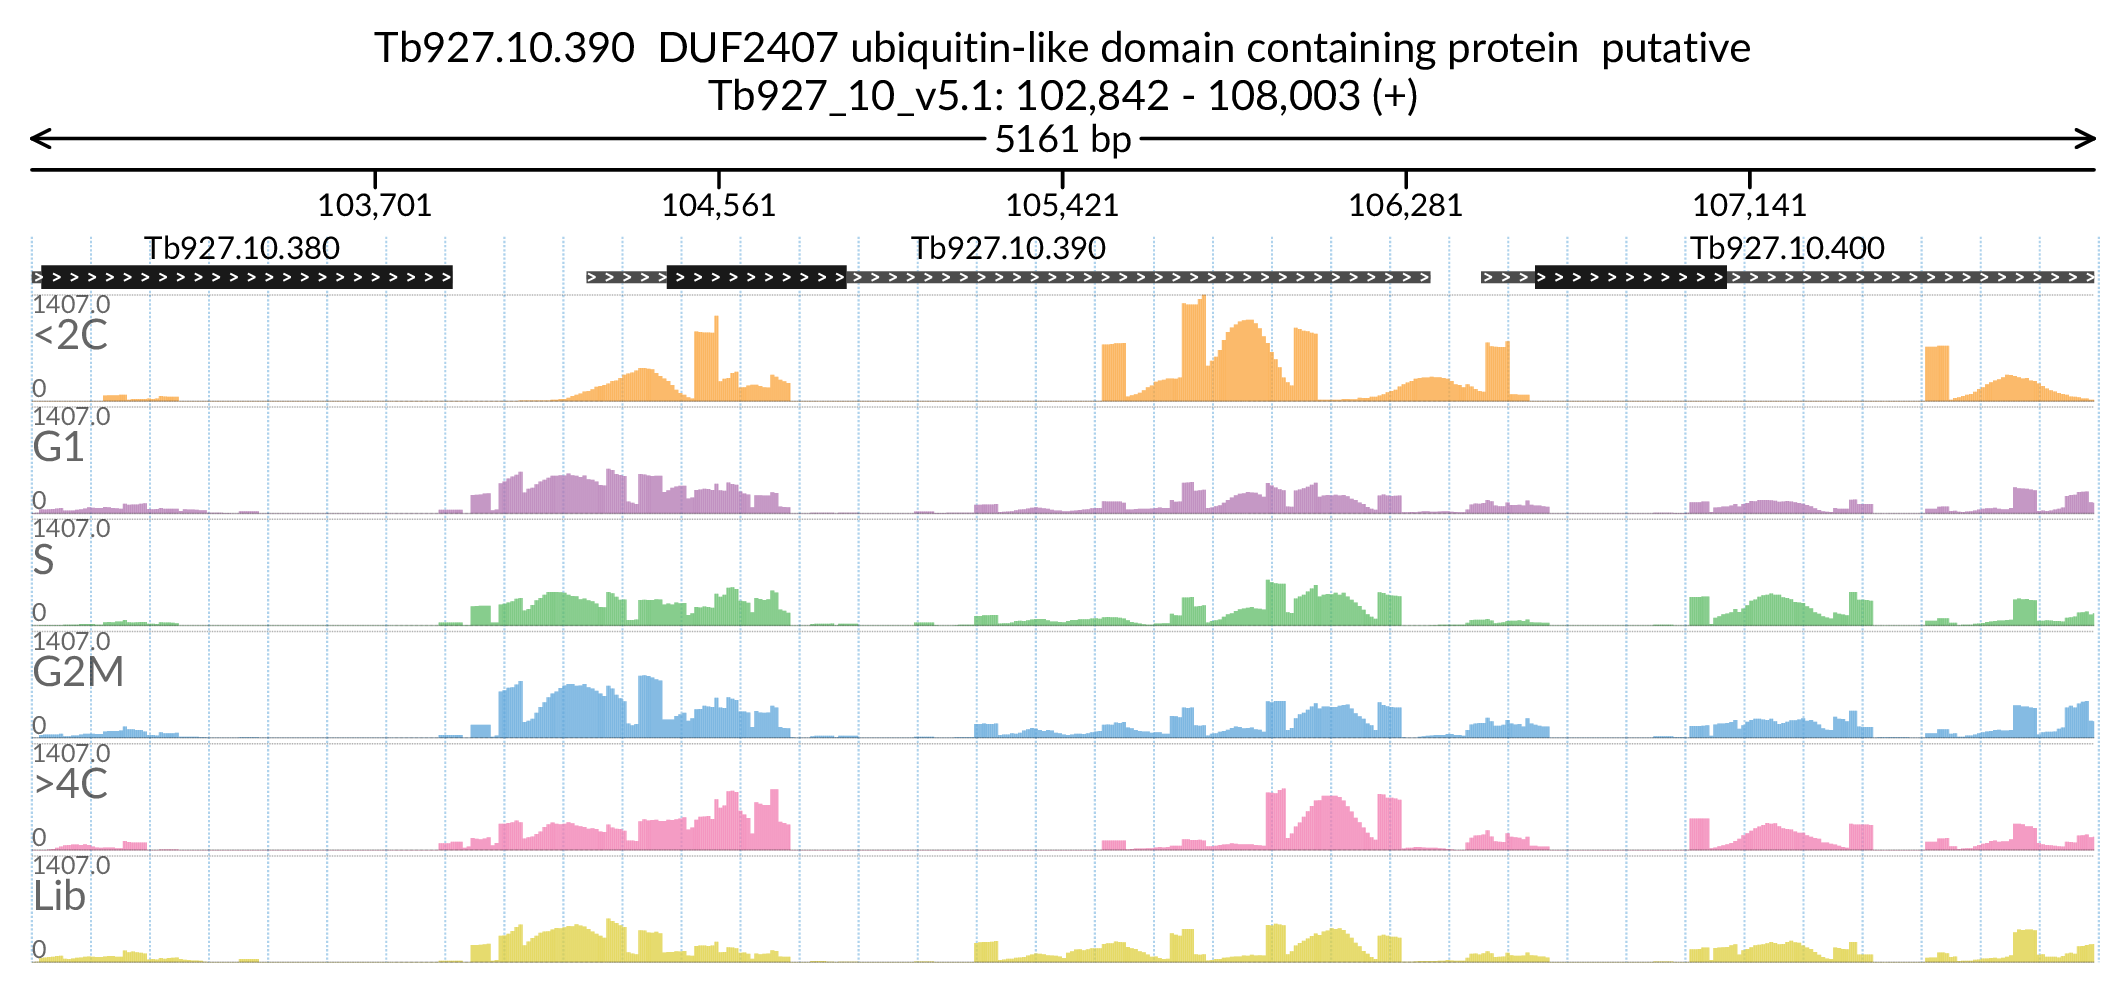 Tb927.10.390  DUF2407 ubiquitin-like domain containing protein  putative
Tb927_10_v5.1: 102,842 - 108,003 (+)
5161 bp
103,701 104,561 105,421 106,281 107,141
Tb927.10.380 Tb927.10.390 Tb927.10.400
1407.0
<2C
0
1407.0
G1
0
1407.0
S
0
1407.0
G2M
0
1407.0
>4C
0
1407.0
Lib
0